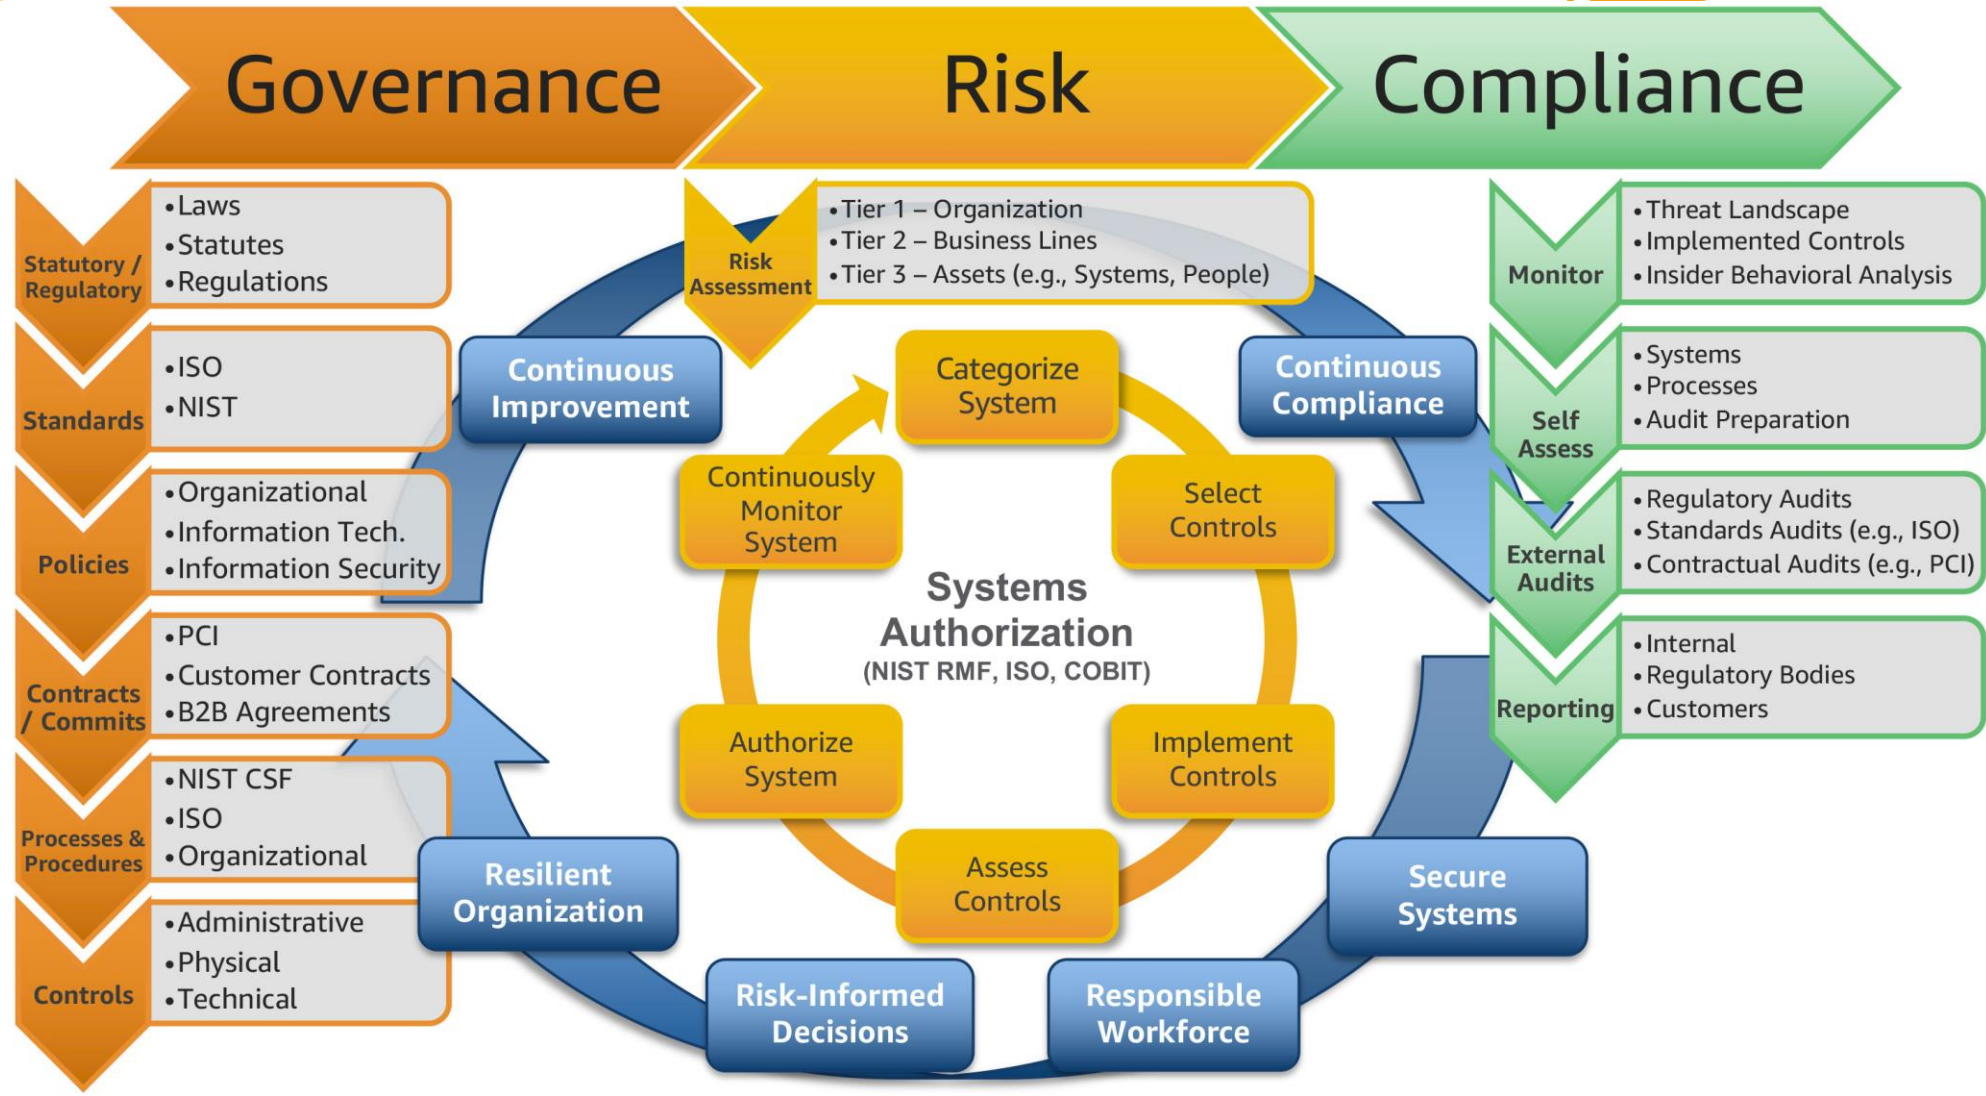 Governance
Risk
Compliance
Statutory /
Regulatory
•Laws
•Statutes
•Regulations
Standards
•ISO
•NIST
Policies
•Organizational
•Information Tech.
•Information Security
Contracts
/ Commits
•PCI
•Customer Contracts
•B2B Agreements
Processes &
Procedures
•NIST CSF
•ISO
•Organizational
Controls
•Administrative
•Physical
•Technical
Risk
Assessment
•Tier 1 – Organization
•Tier 2 – Business Lines
•Tier 3 – Assets (e.g., Systems, People)
Continuous
Improvement
Continuous
Compliance
Categorize
System
Select
Controls
Implement
Controls
Assess
Controls
Authorize
System
Continuously
Monitor
System
Systems
Authorization
(NIST RMF, ISO, COBIT)
Secure
Systems
Responsible
Workforce
Risk-Informed
Decisions
Resilient
Organization
Monitor
•Threat Landscape
•Implemented Controls
•Insider Behavioral Analysis
Self
Assess
•Systems
•Processes
•Audit Preparation
External
Audits
•Regulatory Audits
•Standards Audits (e.g., ISO)
•Contractual Audits (e.g., PCI)
Reporting
•Internal
•Regulatory Bodies
•Customers